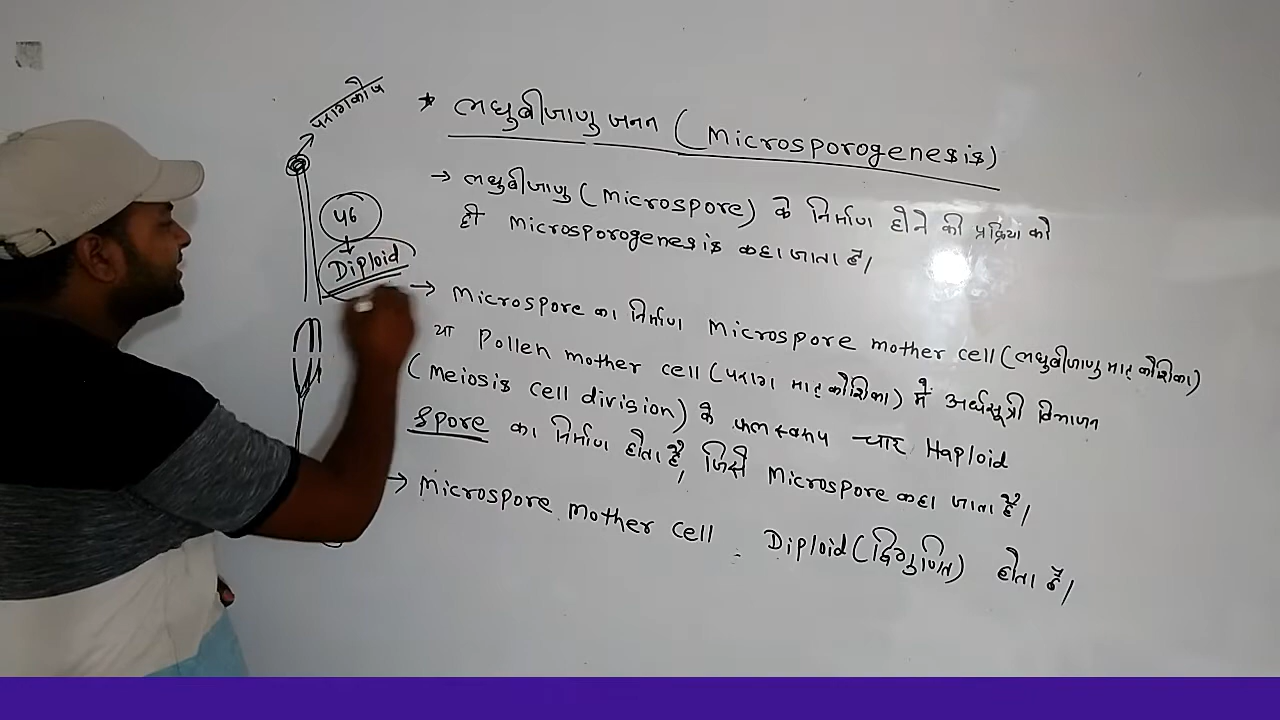 परागकोष
* लघुबीजाणु जनन (Microsporogenesis)
→ लघुबीजाणु (Microspore) के निर्माण होने की प्रक्रिया को
ही Microsporogenesis कहा जाता है।
46
Diploid
→ Microspore का निर्माण Microspore mother cell (लघुबीजाणु मातृ कोशिका)
या Pollen mother cell (पराग मातृ कोशिका) में अर्धसूत्री विभाजन
(Meiosis cell division) के फलस्वरूप चार Haploid
Spore का निर्माण होता है, जिसे Microspore कहा जाता है।
→ Microspore mother cell Diploid (द्विगुणित) होता है।